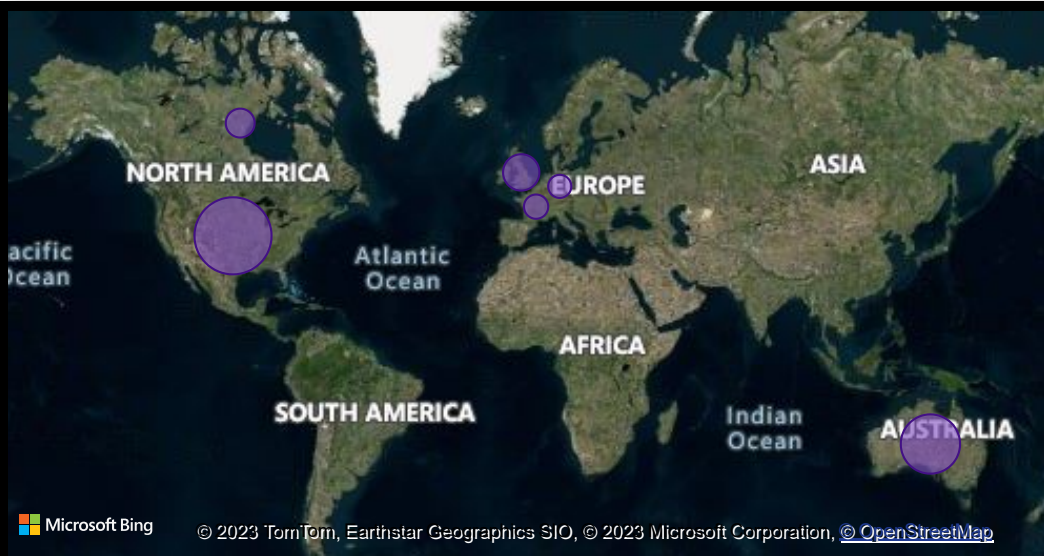 NORTH AMERICA
ASIA
EUROPE
acific
Ocean
Atlantic
Ocean
AFRICA
SOUTH AMERICA
Indian
Ocean
AUSTRALIA
Microsoft Bing
© 2023 TomTom, Earthstar Geographics SIO, © 2023 Microsoft Corporation, © OpenStreetMap